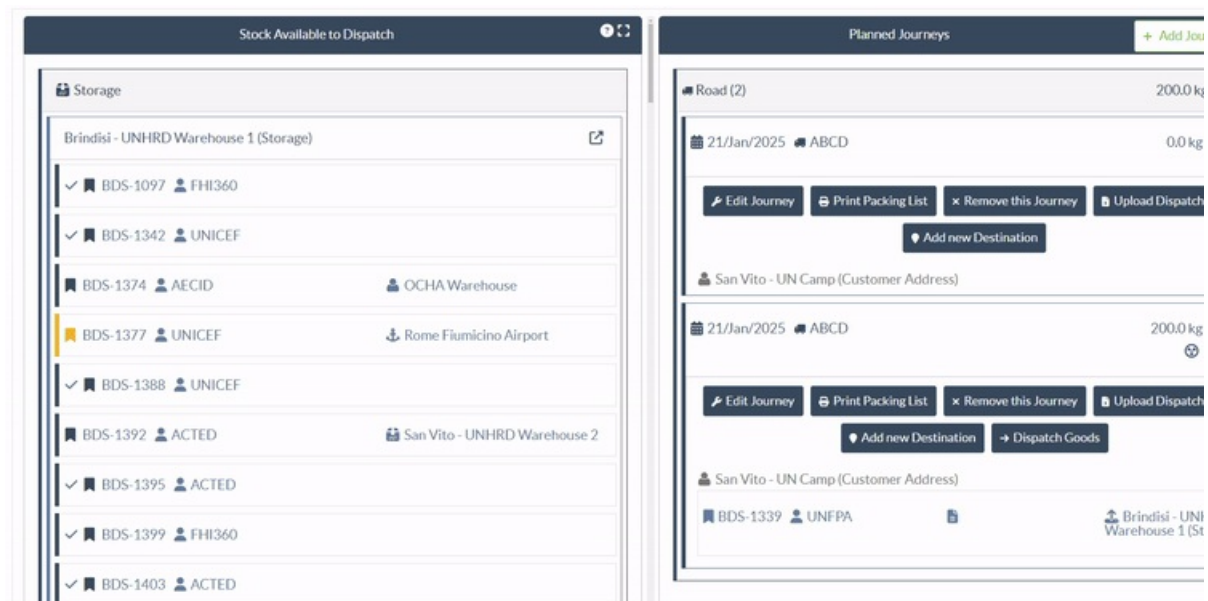 Stock Available to Dispatch
Storage
Brindisi - UNHRD Warehouse 1 (Storage)
BDS-1097 FHI360
BDS-1342 UNICEF
BDS-1374 AECID OCHA Warehouse
BDS-1377 UNICEF Rome Fiumicino Airport
BDS-1388 UNICEF
BDS-1392 ACTED San Vito - UNHRD Warehouse 2
BDS-1395 ACTED
BDS-1399 FHI360
BDS-1403 ACTED
Planned Journeys + Add Jou
Road (2) 200.0 kg
21/Jan/2025 ABCD 0.0 kg
Edit Journey Print Packing List × Remove this Journey Upload Dispatch
Add new Destination
San Vito - UN Camp (Customer Address)
21/Jan/2025 ABCD 200.0 kg
Edit Journey Print Packing List × Remove this Journey Upload Dispatch
Add new Destination → Dispatch Goods
San Vito - UN Camp (Customer Address)
BDS-1339 UNFPA Brindisi - UNH
Warehouse 1 (St